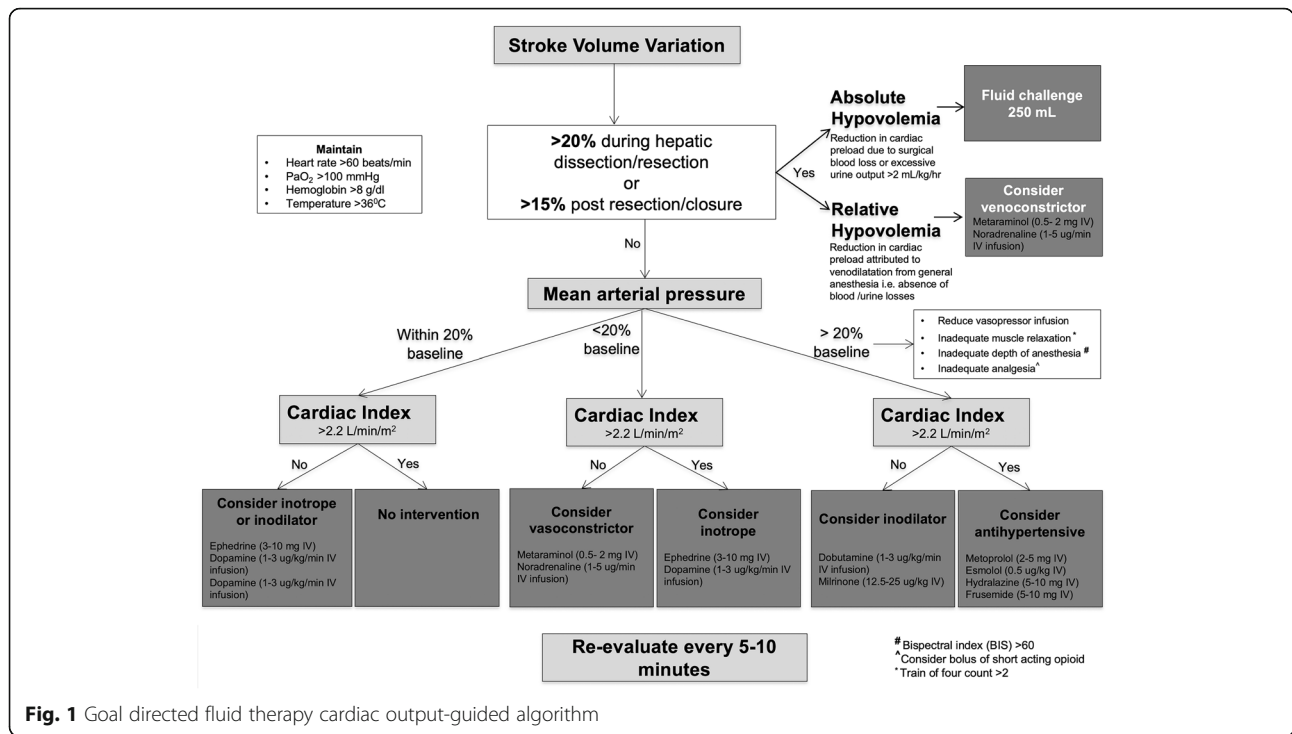 Stroke Volume Variation
Maintain
• Heart rate >60 beats/min
• PaO2 >100 mmHg
• Hemoglobin >8 g/dl
• Temperature >36⁰C
>20% during hepatic
dissection/resection
or
>15% post resection/closure
Yes
Absolute
Hypovolemia
Reduction in cardiac
preload due to surgical
blood loss or excessive
urine output >2 mL/kg/hr
Fluid challenge
250 mL
Relative
Hypovolemia
Reduction in cardiac
preload attributed to
venodilatation from general
anesthesia i.e. absence of
blood /urine losses
Consider
venoconstrictor
Metaraminol (0.5- 2 mg IV)
Noradrenaline (1-5 ug/min
IV infusion)
No
Mean arterial pressure
Within 20%
baseline
<20%
baseline
> 20%
baseline
• Reduce vasopressor infusion
• Inadequate muscle relaxation *
• Inadequate depth of anesthesia #
• Inadequate analgesia^
Cardiac Index
>2.2 L/min/m²
No
Yes
Consider inotrope
or inodilator
Ephedrine (3-10 mg IV)
Dopamine (1-3 ug/kg/min IV
infusion)
Dopamine (1-3 ug/kg/min IV
infusion)
No intervention
Cardiac Index
>2.2 L/min/m²
No
Yes
Consider
vasoconstrictor
Metaraminol (0.5- 2 mg IV)
Noradrenaline (1-5 ug/min
IV infusion)
Consider
inotrope
Ephedrine (3-10 mg IV)
Dopamine (1-3 ug/kg/min IV
infusion)
Cardiac Index
>2.2 L/min/m²
No
Yes
Consider inodilator
Dobutamine (1-3 ug/kg/min
IV infusion)
Milrinone (12.5-25 ug/kg IV)
Consider
antihypertensive
Metoprolol (2-5 mg IV)
Esmolol (0.5 ug/kg IV)
Hydralazine (5-10 mg IV)
Frusemide (5-10 mg IV)
Re-evaluate every 5-10
minutes
# Bispectral index (BIS) >60
^Consider bolus of short acting opioid
* Train of four count >2
Fig. 1 Goal directed fluid therapy cardiac output-guided algorithm